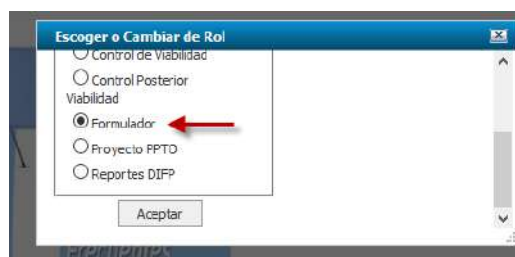 Escoger o Cambiar de Rol
Control de Viabilidad
Control Posterior
Viabilidad
Formulador
Proyecto PPTO
Reportes DIFP
Aceptar